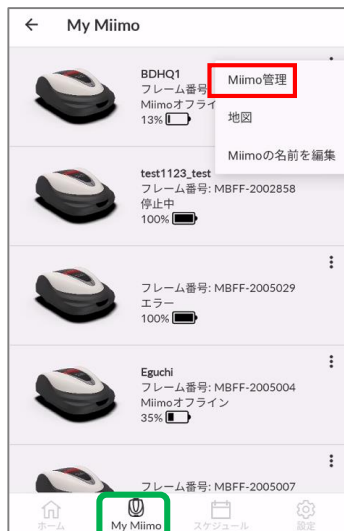 ← My Miimo
BDHQ1
フレーム番号
Miimoオフライ
13%
Miimo管理
地図
Miimoの名前を編集
test1123_test
フレーム番号: MBFF-2002858
停止中
100%
フレーム番号: MBFF-2005029
エラー
100%
Eguchi
フレーム番号: MBFF-2005004
Miimoオフライン
35%
フレーム番号: MBFF-2005007
ホーム
My Miimo
スケジュール
設定